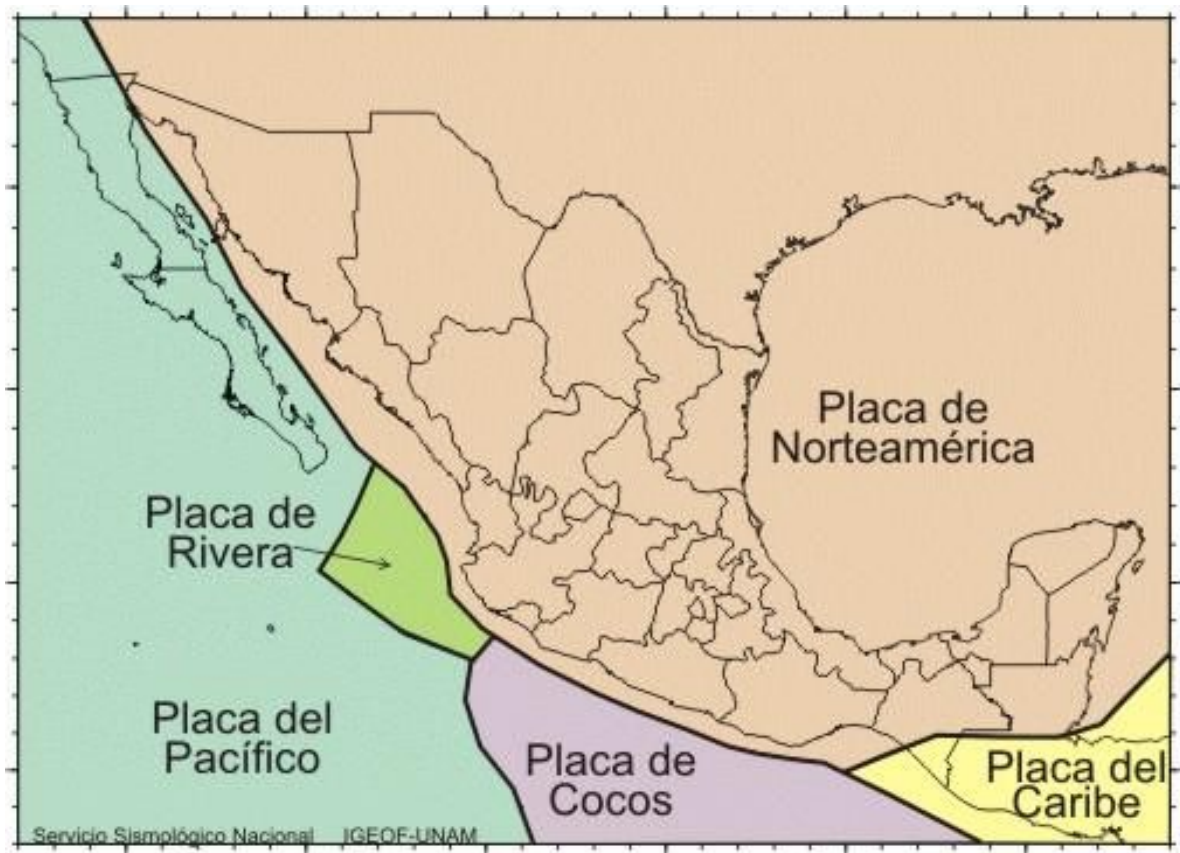 Placa de
Norteamérica
Placa de
Rivera
Placa del
Pacífico
Placa de
Cocos
Placa del
Caribe
Servicio Sismológico Nacional IGEOF-UNAM